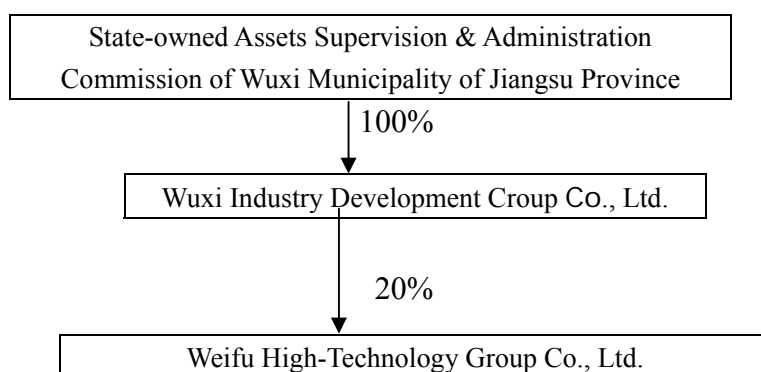 State-owned Assets Supervision & Administration
Commission of Wuxi Municipality of Jiangsu Province
100%
Wuxi Industry Development Croup Co., Ltd.
20%
Weifu High-Technology Group Co., Ltd.